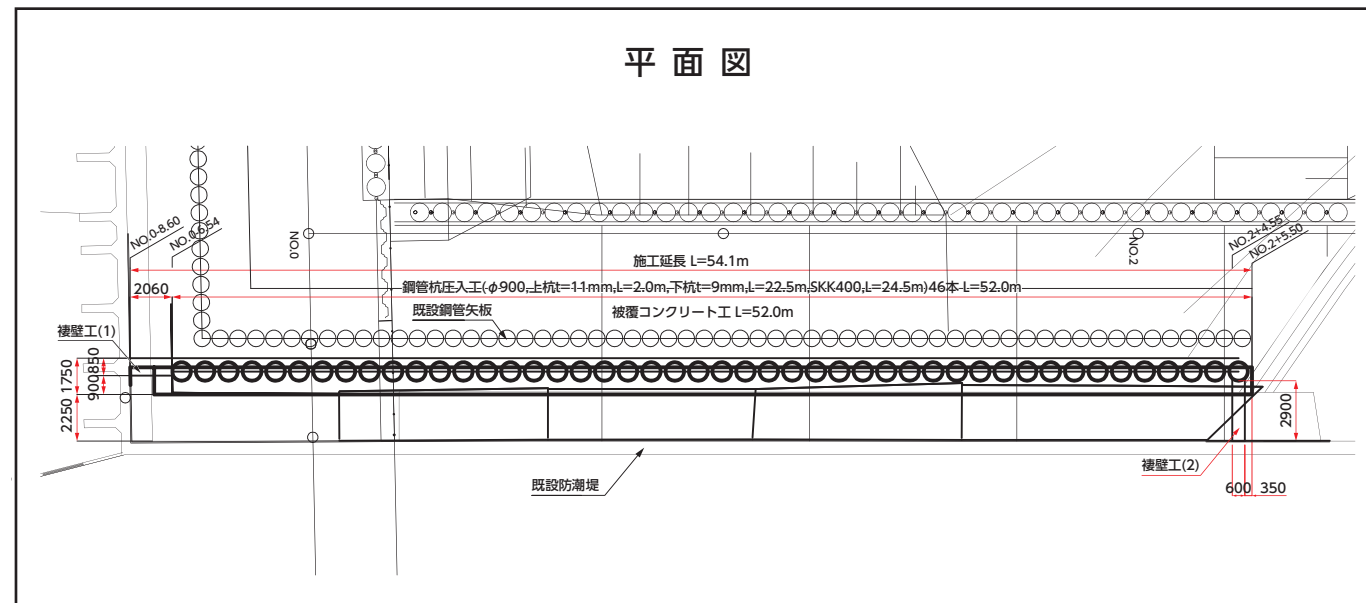 平面図
NO.0-8.60
NO.0-6.54
NO.0
NO.2
NO.2+4.55
NO.2+5.50
施工延長 L=54.1m
2060
鋼管杭圧入工(φ900,上杭t=11mm,L=2.0m,下杭t=9mm,L=22.5m,SKK400,L=24.5m)46本 L=52.0m
既設鋼管矢板
被覆コンクリート工 L=52.0m
褄壁工(1)
850
900
1750
2250
2900
褄壁工(2)
既設防潮堤
600
350